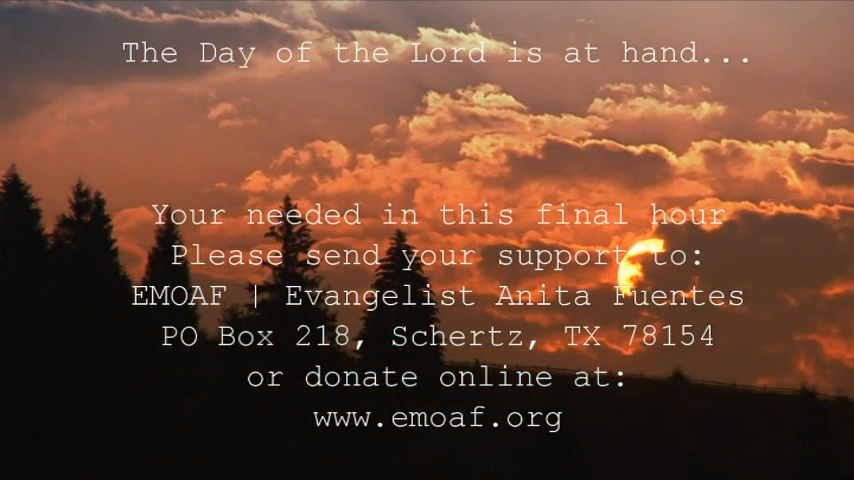 The Day of the Lord is at hand...
Your needed in this final hour
Please send your support to:
EMOAF | Evangelist Anita Fuentes
PO Box 218, Schertz, TX 78154
or donate online at:
www.emoaf.org